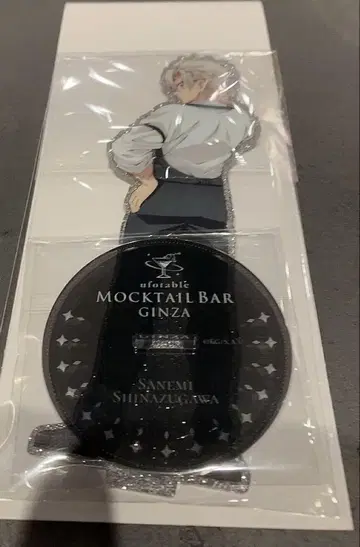 ufotable
MOCKTAIL BAR
GINZA
SANEMI
SHINAZUGAWA